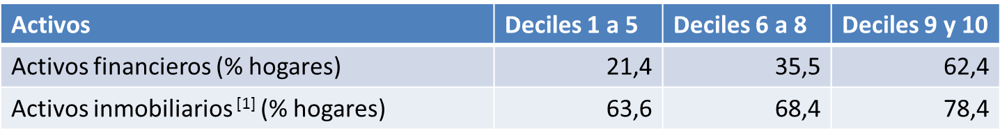 Activos Deciles 1 a 5 Deciles 6 a 8 Deciles 9 y 10
Activos financieros (% hogares) 21,4 35,5 62,4
Activos inmobiliarios [1] (% hogares) 63,6 68,4 78,4